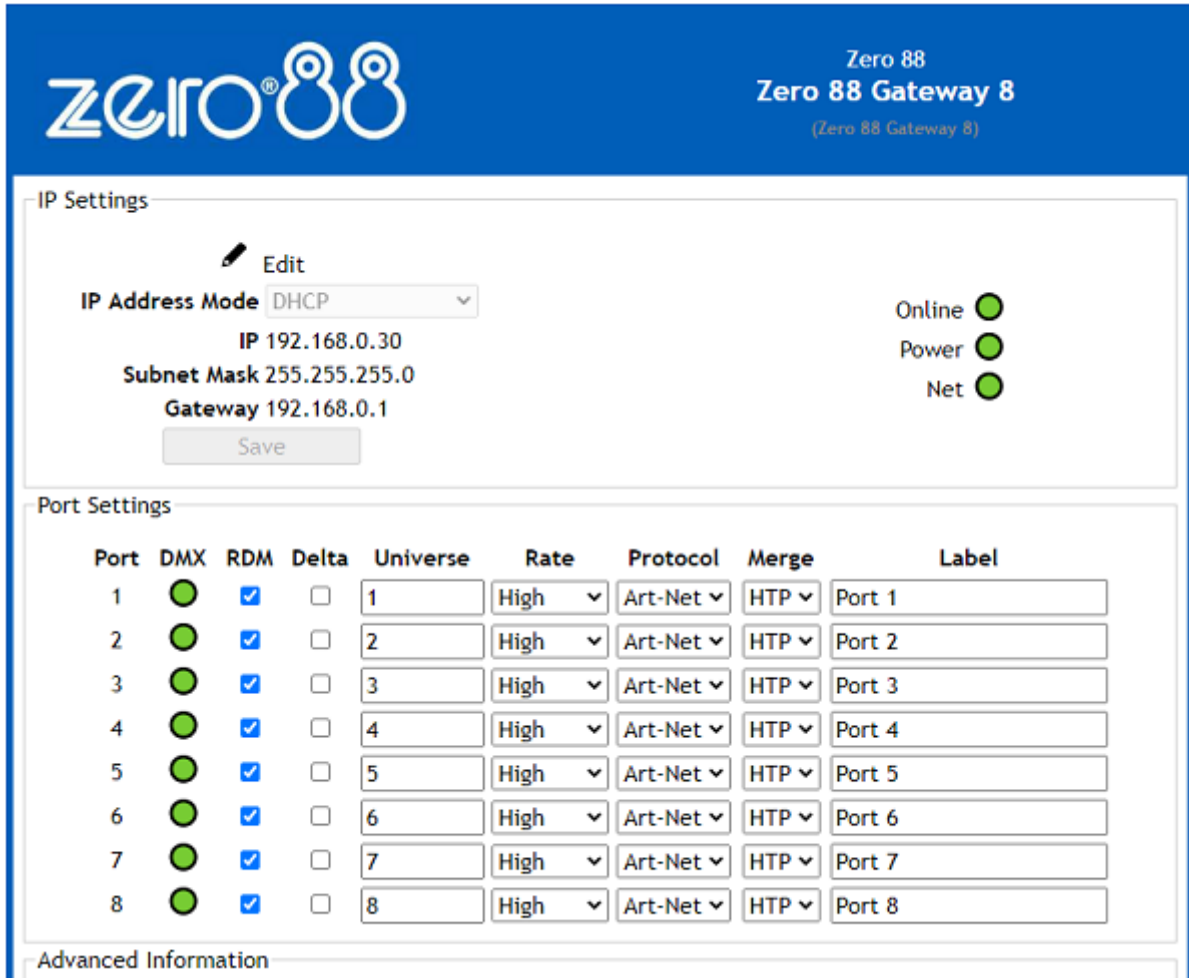 zero®88
Zero 88
Zero 88 Gateway 8
(Zero 88 Gateway 8)
IP Settings
Edit
IP Address Mode DHCP
Online
IP 192.168.0.30
Power
Subnet Mask 255.255.255.0
Net
Gateway 192.168.0.1
Save
Port Settings
Port DMX RDM Delta Universe Rate Protocol Merge Label
1 1 High Art-Net HTP Port 1
2 2 High Art-Net HTP Port 2
3 3 High Art-Net HTP Port 3
4 4 High Art-Net HTP Port 4
5 5 High Art-Net HTP Port 5
6 6 High Art-Net HTP Port 6
7 7 High Art-Net HTP Port 7
8 8 High Art-Net HTP Port 8
Advanced Information